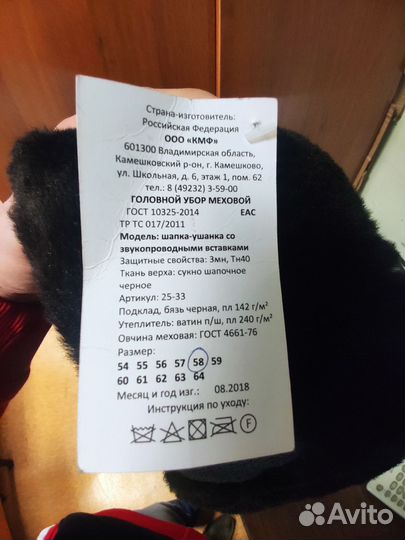 Страна-изготовитель:
Российская Федерация
ООО «КМФ»
601300 Владимирская область,
Камешковский р-он, г. Камешково,
ул. Школьная, д. 6, этаж 1, пом. 62
тел.: 8 (49232) 3-59-00
ГОЛОВНОЙ УБОР МЕХОВОЙ
ГОСТ 10325-2014 EAC
ТР ТС 017/2011
Модель: шапка-ушанка со
звукопроводными вставками
Защитные свойства: 3мн, Тн40
Ткань верха: сукно шапочное
черное
Артикул: 25-33
Подклад, бязь черная, пл 142 г/м²
Утеплитель: ватин п/ш, пл 240 г/м²
Овчина меховая: ГОСТ 4661-76
Размер:
54 55 56 57 58 59
60 61 62 63 64
Месяц и год изг.: 08.2018
Инструкция по уходу:
F
Avito